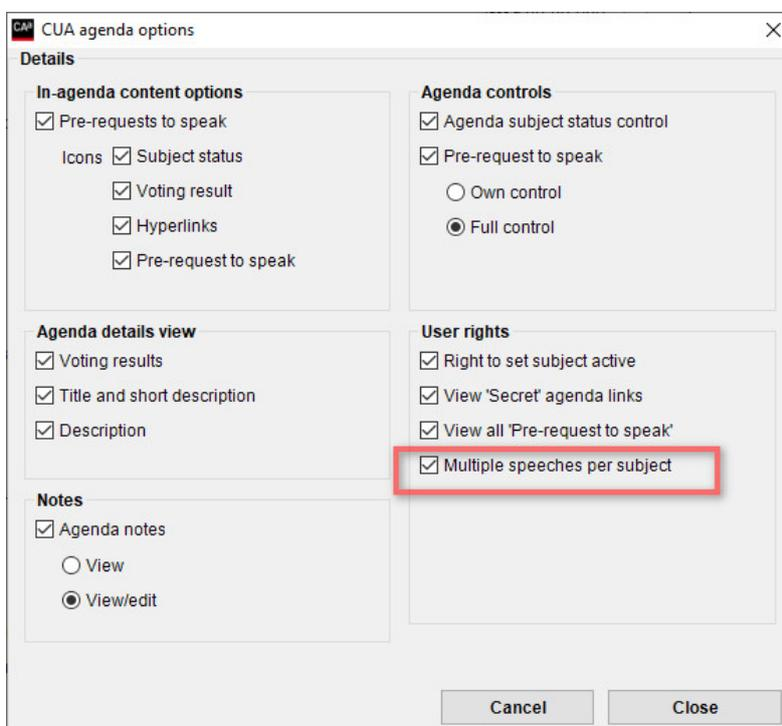 CUA agenda options
Details
In-agenda content options
Pre-requests to speak
Icons Subject status
Voting result
Hyperlinks
Pre-request to speak
Agenda controls
Agenda subject status control
Pre-request to speak
Own control
Full control
Agenda details view
Voting results
Title and short description
Description
User rights
Right to set subject active
View 'Secret' agenda links
View all 'Pre-request to speak'
Multiple speeches per subject
Notes
Agenda notes
View
View/edit
Cancel
Close